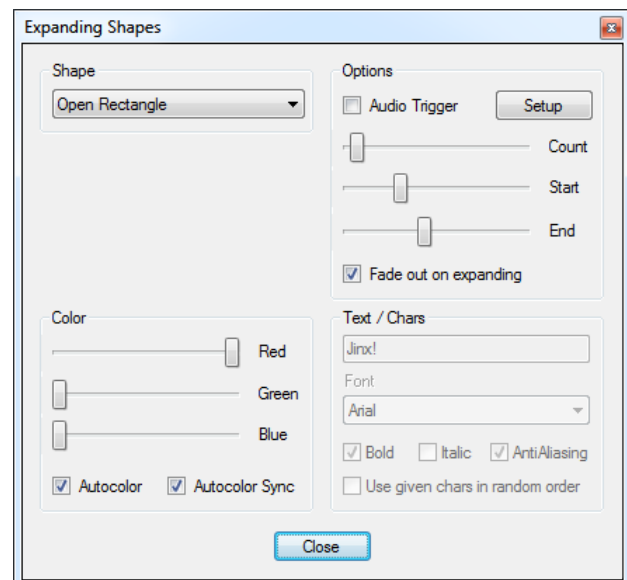 Expanding Shapes
Shape
Open Rectangle
Options
Audio Trigger
Setup
Count
Start
End
Fade out on expanding
Color
Red
Green
Blue
Autocolor
Autocolor Sync
Text / Chars
Jinx!
Font
Arial
Bold
Italic
AntiAliasing
Use given chars in random order
Close